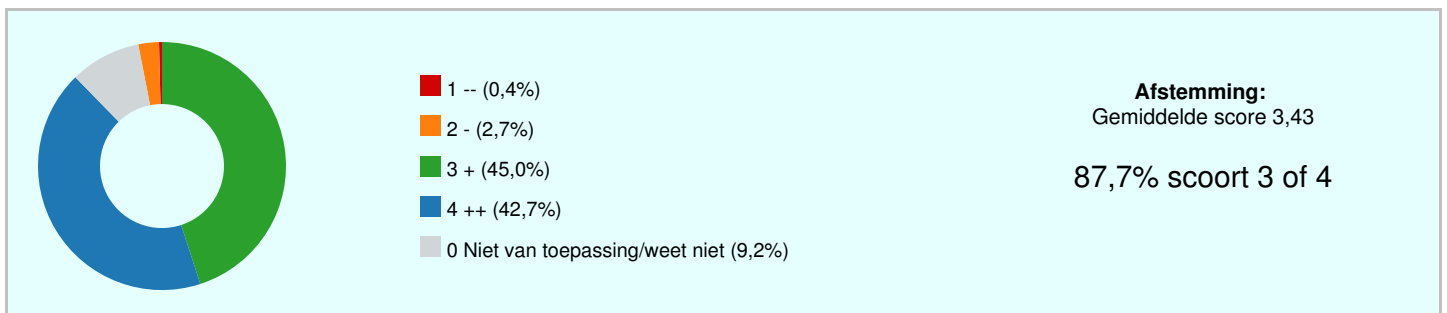 1 -- (0,4%)
2 - (2,7%)
3 + (45,0%)
4 ++ (42,7%)
0 Niet van toepassing/weet niet (9,2%)
Afstemming:
Gemiddelde score 3,43
87,7% scoort 3 of 4